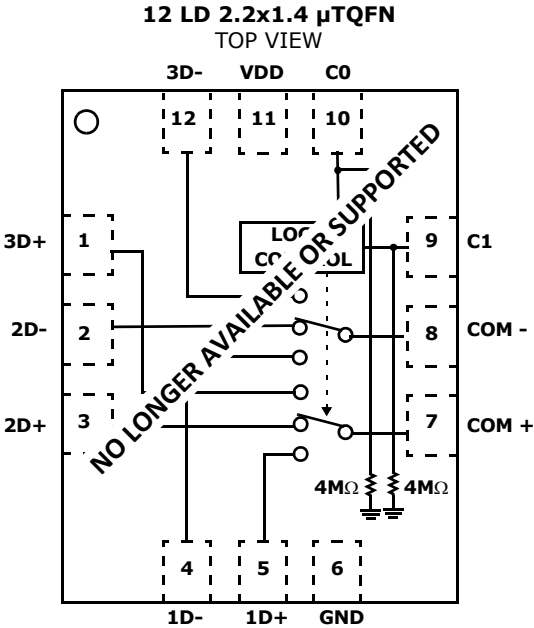 12 LD 2.2x1.4 µTQFN
TOP VIEW
3D- VDD C0
12 11 10
NO LONGER AVAILABLE OR SUPPORTED
3D+ 1 9 C1
2D- 2 8 COM -
2D+ 3 7 COM +
4MΩ 4MΩ
4 5 6
1D- 1D+ GND